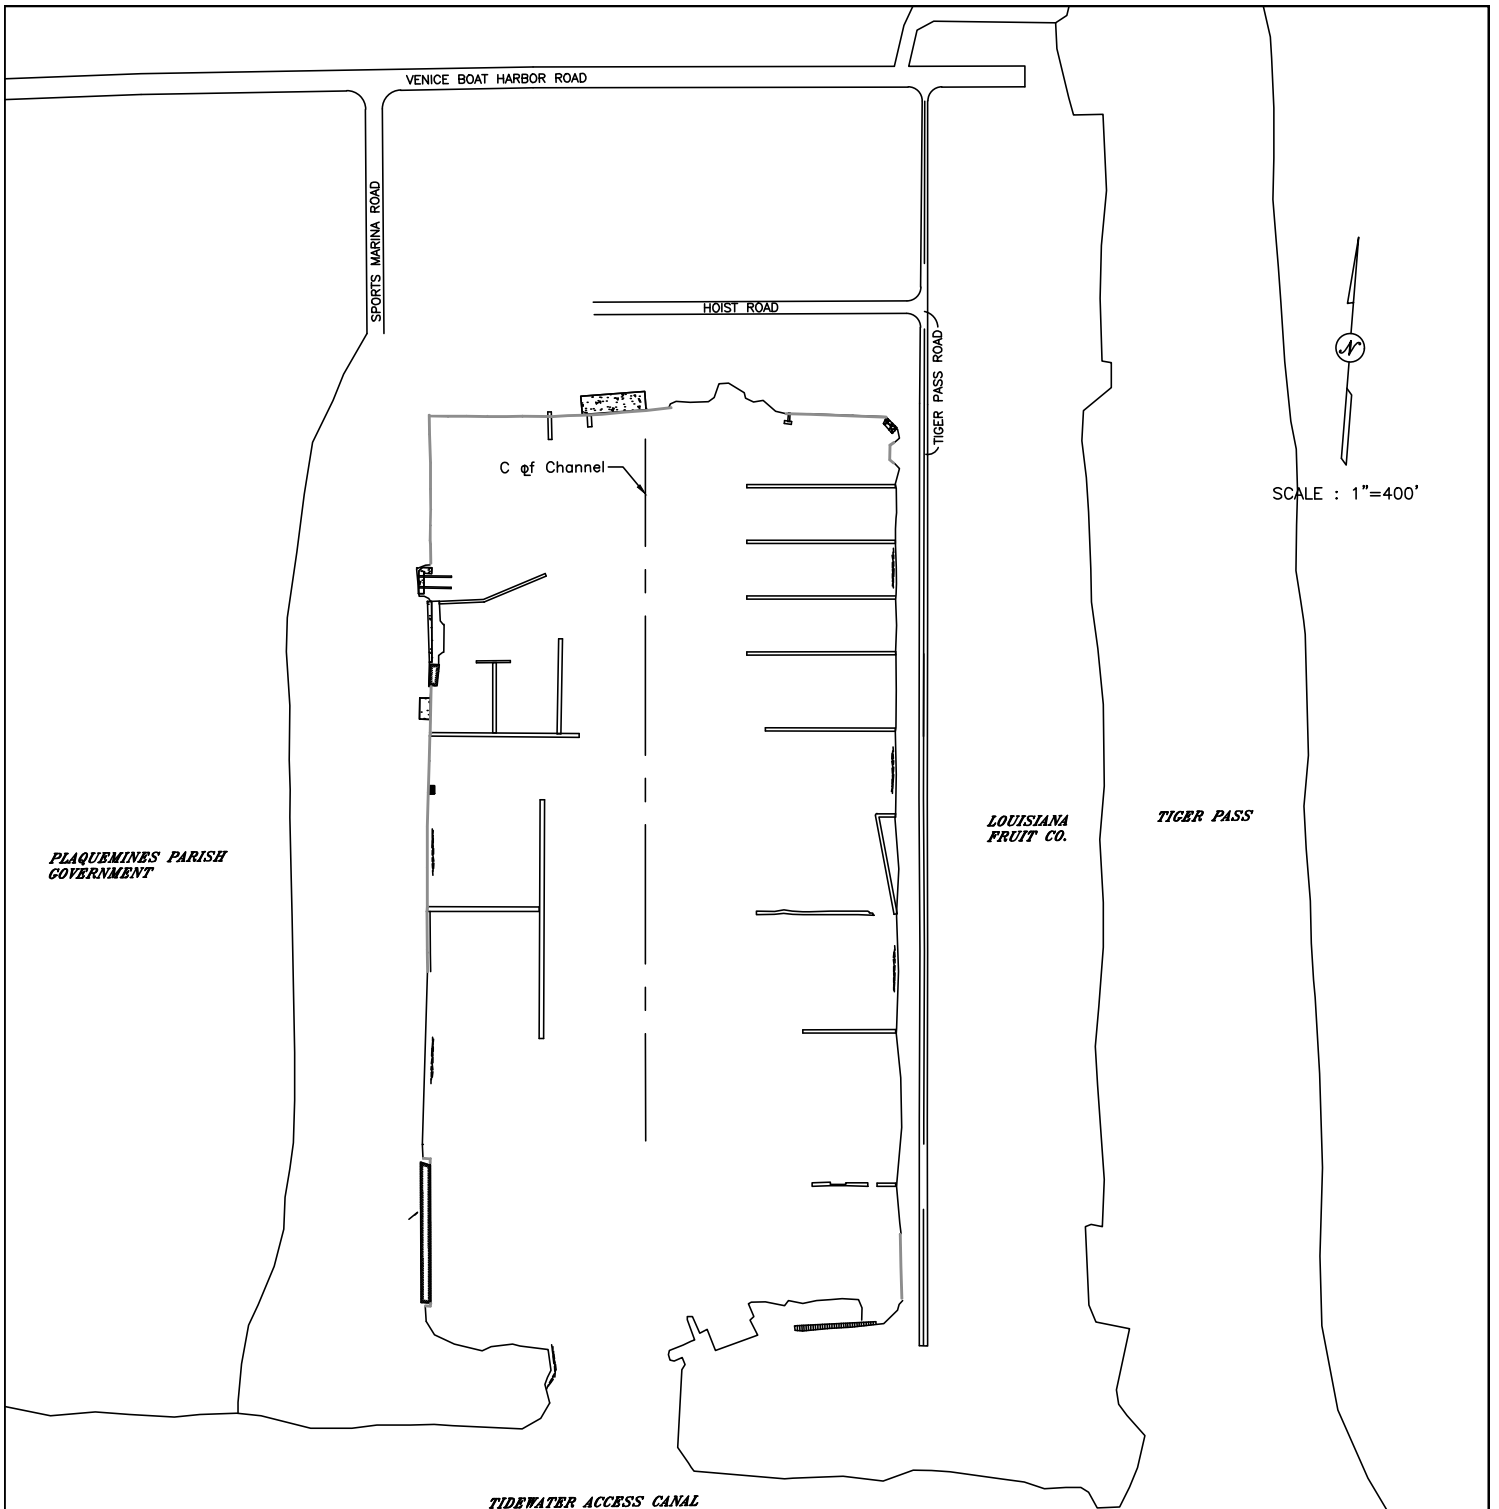 VENICE BOAT HARBOR ROAD
SPORTS MARINA ROAD
HOIST ROAD
TIGER PASS ROAD
N
C of Channel
SCALE : 1"=400'
LOUISIANA
FRUIT CO.
TIGER PASS
PLAQUEMINES PARISH
GOVERNMENT
TIDEWATER ACCESS CANAL